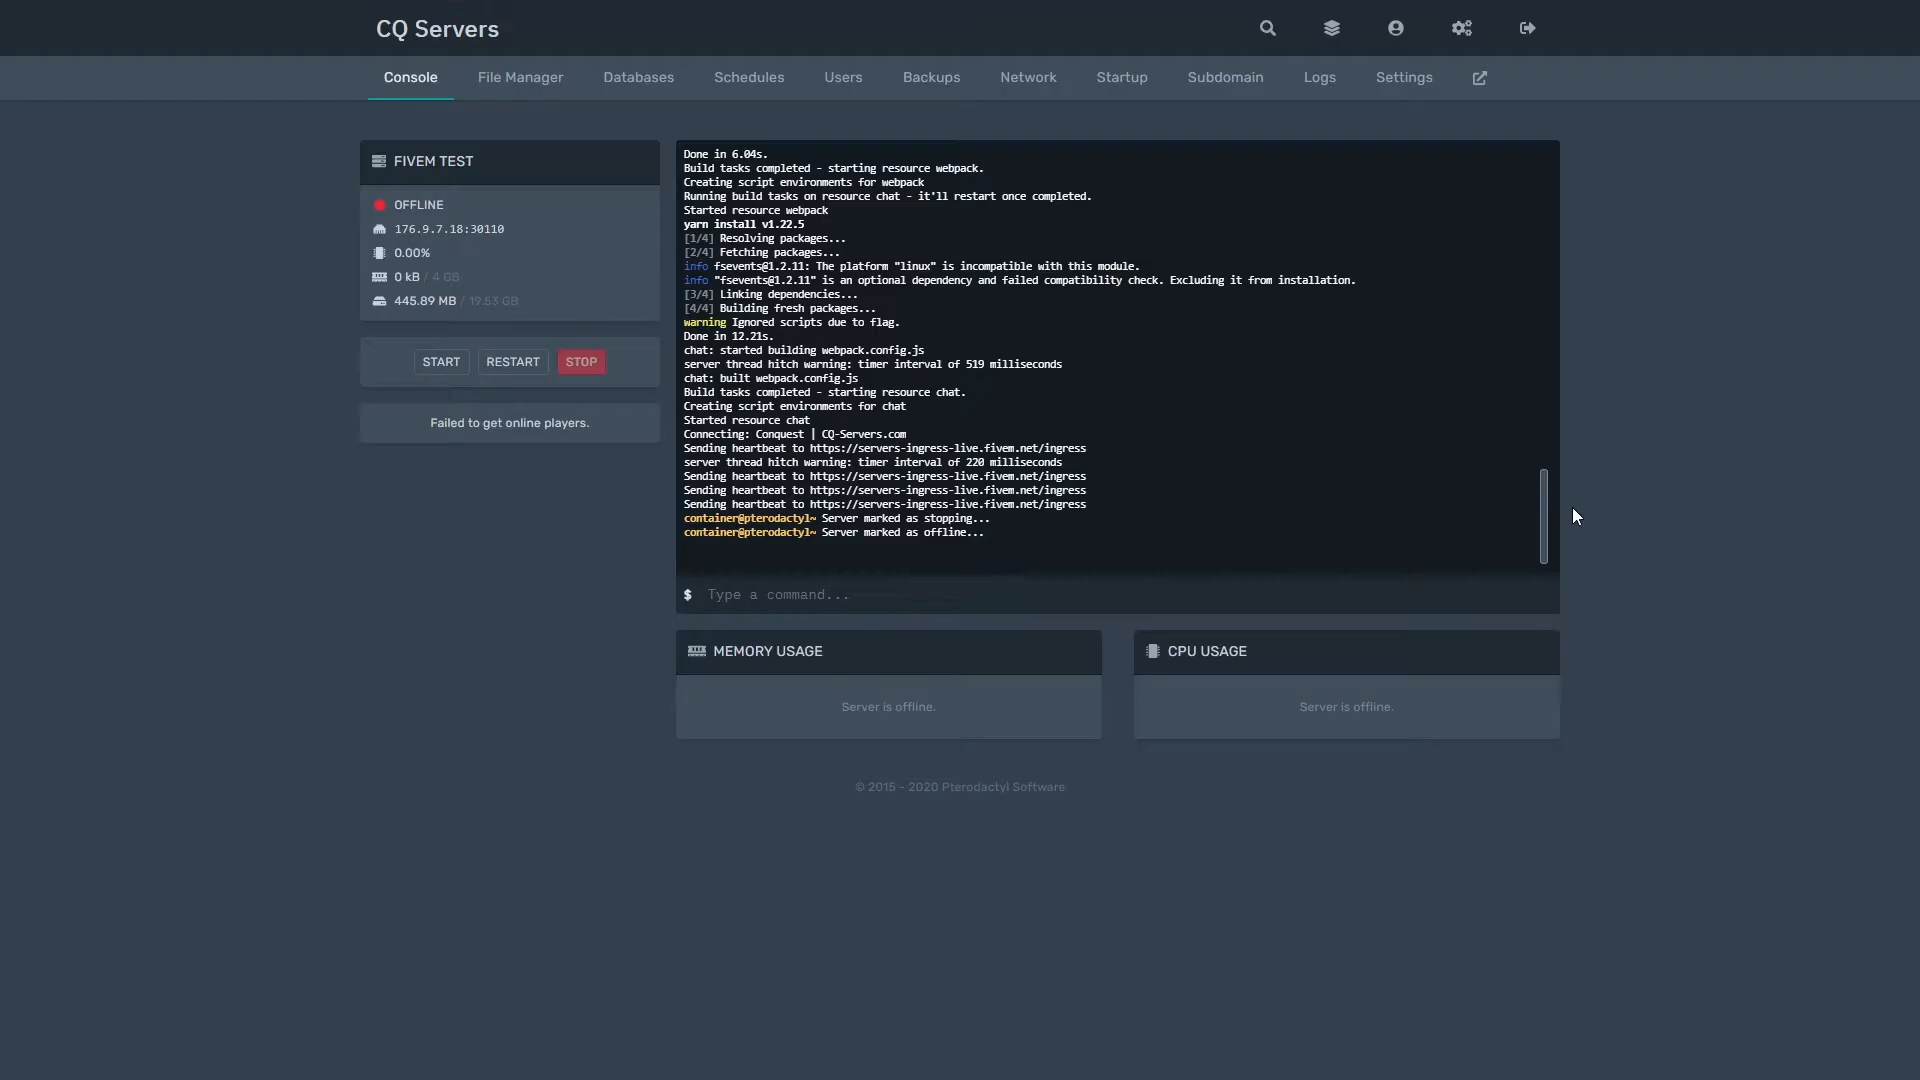 CQ Servers
Console File Manager Databases Schedules Users Backups Network Startup Subdomain Logs Settings
FIVEM TEST
OFFLINE
176.9.7.18:30110
0.00%
0 kB / 4 GB
445.89 MB / 19.53 GB
START RESTART STOP
Failed to get online players.
Done in 6.04s.
Build tasks completed - starting resource webpack.
Creating script environments for webpack
Running build tasks on resource chat - it'll restart once completed.
Started resource webpack
yarn install v1.22.5
[1/4] Resolving packages...
[2/4] Fetching packages...
info fsevents@1.2.11: The platform "linux" is incompatible with this module.
info "fsevents@1.2.11" is an optional dependency and failed compatibility check. Excluding it from installation.
[3/4] Linking dependencies...
[4/4] Building fresh packages...
warning Ignored scripts due to flag.
Done in 12.21s.
chat: started building webpack.config.js
server thread hitch warning: timer interval of 519 milliseconds
chat: built webpack.config.js
Build tasks completed - starting resource chat.
Creating script environments for chat
Started resource chat
Connecting: Conquest | CQ-Servers.com
Sending heartbeat to https://servers-ingress-live.fivem.net/ingress
server thread hitch warning: timer interval of 220 milliseconds
Sending heartbeat to https://servers-ingress-live.fivem.net/ingress
Sending heartbeat to https://servers-ingress-live.fivem.net/ingress
Sending heartbeat to https://servers-ingress-live.fivem.net/ingress
container@pterodactyl~ Server marked as stopping...
container@pterodactyl~ Server marked as offline...
$ Type a command...
MEMORY USAGE
Server is offline.
CPU USAGE
Server is offline.
© 2015 - 2020 Pterodactyl Software